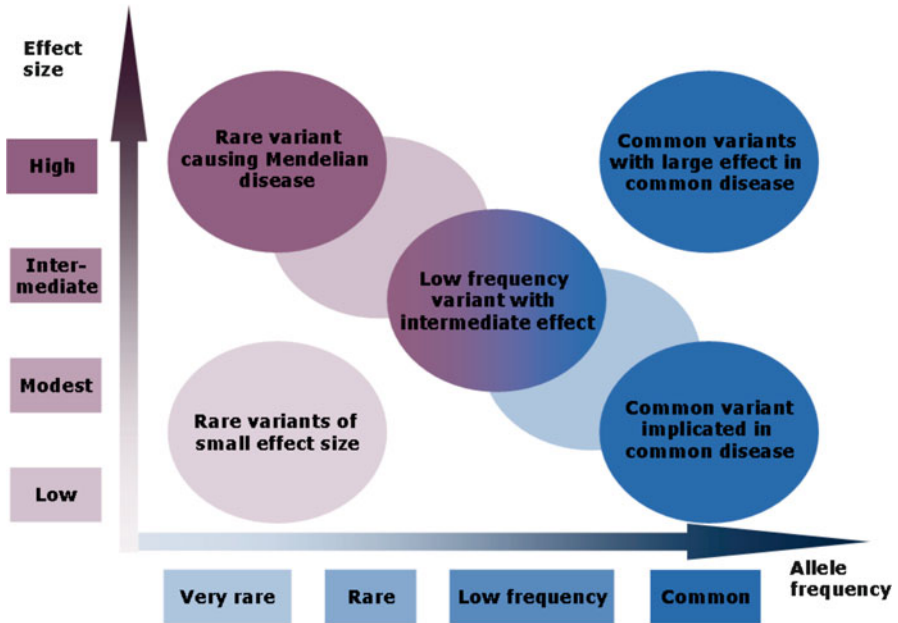 Effect
size
High
Inter-
mediate
Modest
Low
Rare variant
causing Mendelian
disease
Common variants
with large effect in
common disease
Low frequency
variant with
intermediate effect
Rare variants of
small effect size
Common variant
implicated in
common disease
Very rare
Rare
Low frequency
Common
Allele
frequency